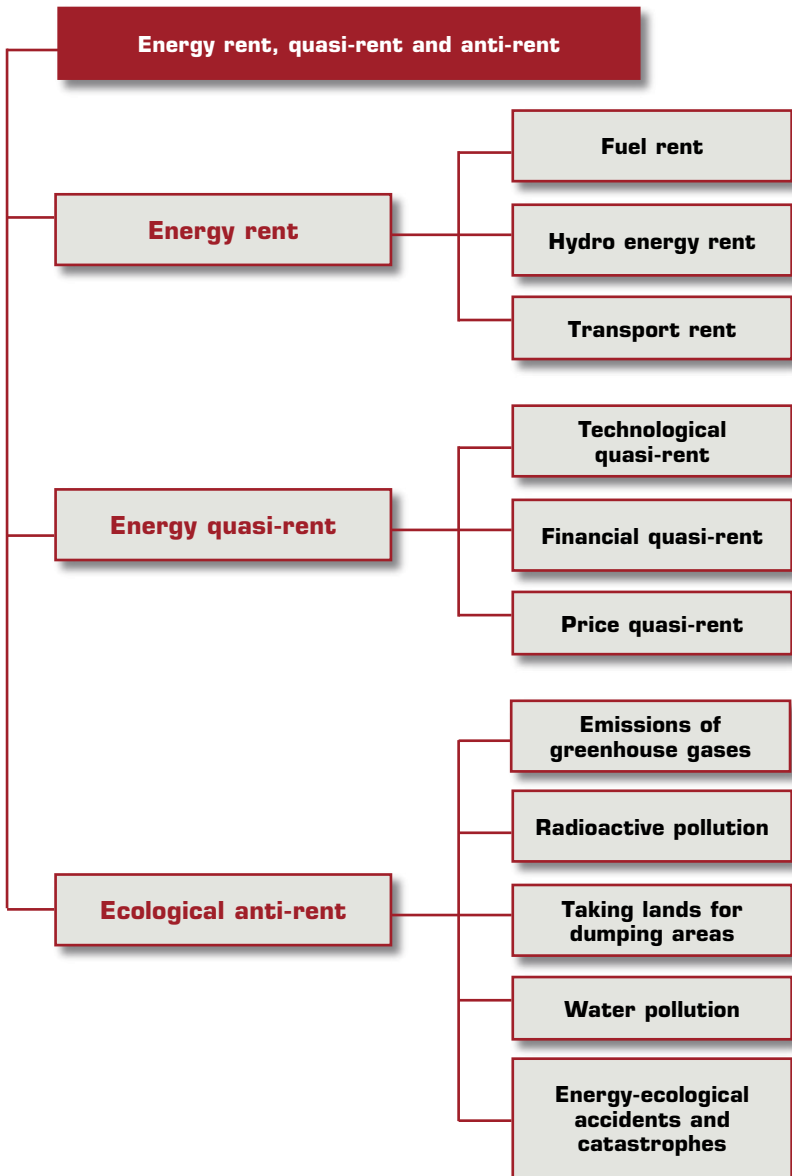 Energy rent, quasi-rent and anti-rent
Energy rent
Fuel rent
Hydro energy rent
Transport rent
Energy quasi-rent
Technological
quasi-rent
Financial quasi-rent
Price quasi-rent
Ecological anti-rent
Emissions of
greenhouse gases
Radioactive pollution
Taking lands for
dumping areas
Water pollution
Energy-ecological
accidents and
catastrophes